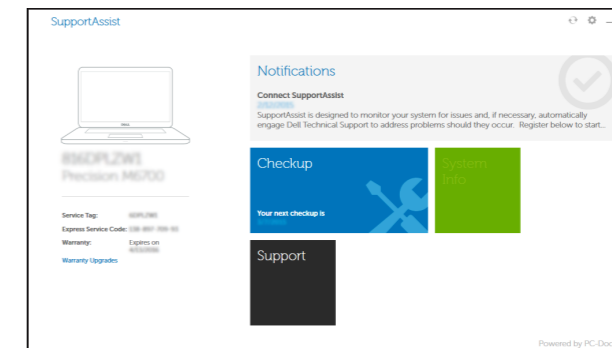 SupportAssist
Notifications
Connect SupportAssist
SupportAssist is designed to monitor your system for issues and, if necessary, automatically
engage Dell Technical Support to address problems should they occur. Register below to start...
DELL
Checkup
System
Info
Precision M6700
Your next checkup is
Service Tag:
Express Service Code:
Warranty: Expires on
Warranty Upgrades
Support
Powered by PC-Doc